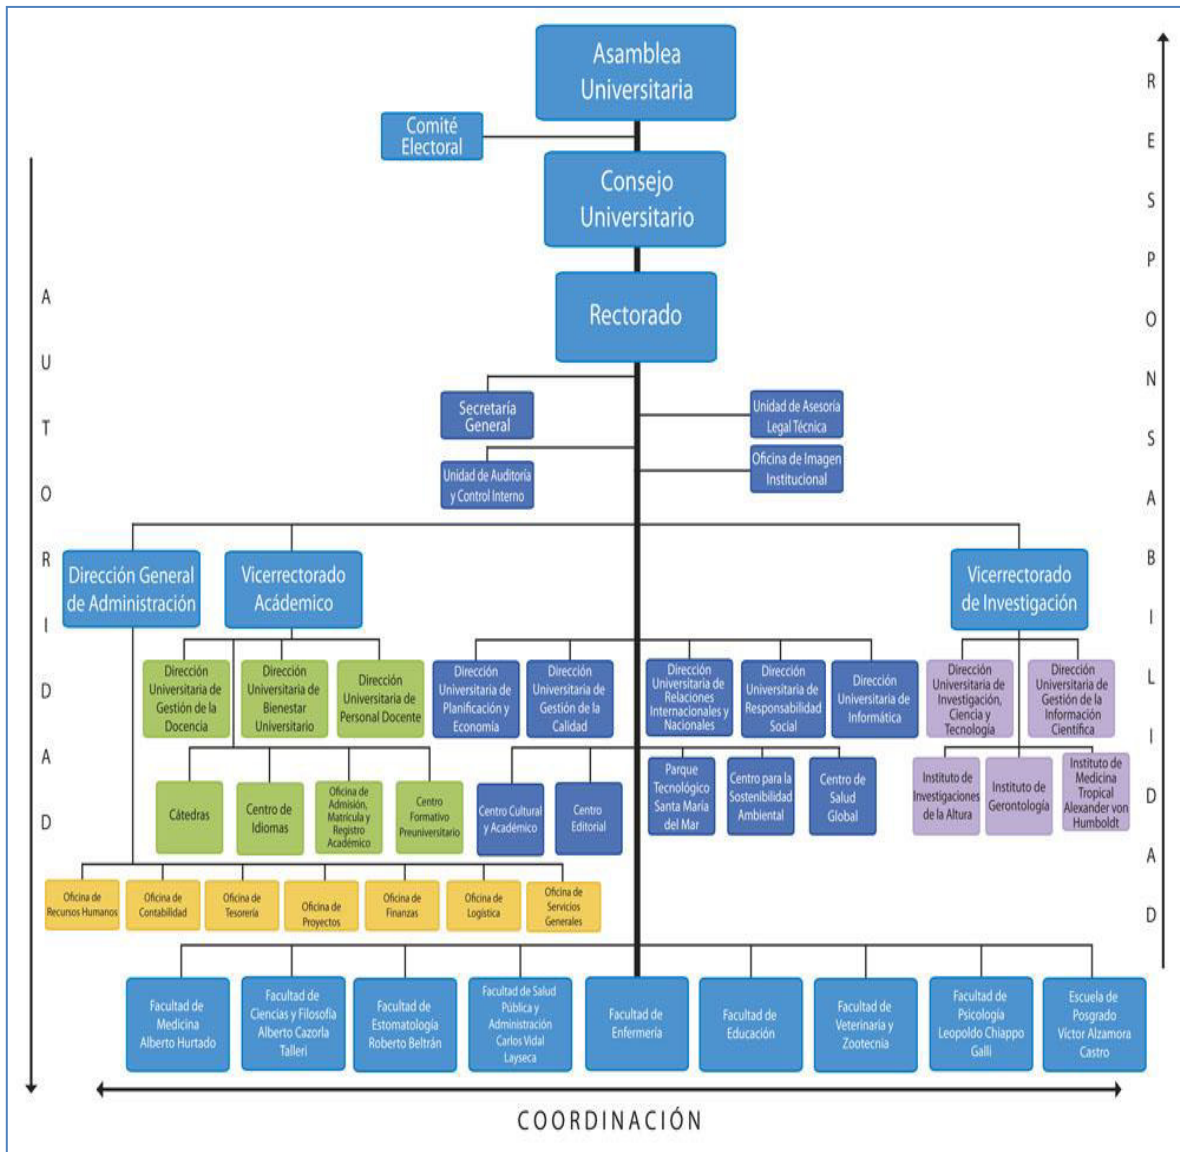 Asamblea
Universitaria
Comité
Electoral
Consejo
Universitario
Rectorado
Secretaría
General
Unidad de Asesoría
Legal Técnica
Unidad de Auditoría
y Control Interno
Oficina de Imagen
Institucional
Dirección General
de Administración
Vicerrectorado
Acádemico
Vicerrectorado
de Investigación
Dirección
Universitaria de
Gestión de la
Docencia
Dirección
Universitaria de
Bienestar
Universitario
Dirección
Universitaria de
Personal Docente
Dirección
Universitaria de
Planificación y
Economía
Dirección
Universitaria de
Gestión de la
Calidad
Dirección
Universitaria de
Relaciones
Internacionales y
Nacionales
Dirección
Universitaria de
Responsabilidad
Social
Dirección
Universitaria de
Informática
Dirección
Universitaria de
Investigación,
Ciencia y
Tecnología
Dirección
Universitaria de
Gestión de la
Información
Científica
Cátedras
Centro de
Idiomas
Oficina de
Admisión,
Matrícula y
Registro
Académico
Centro
Formativo
Preuniversitario
Centro Cultural
y Académico
Centro
Editorial
Parque
Tecnológico
Santa María
del Mar
Centro para la
Sostenibilidad
Ambiental
Centro
de Salud
Global
Instituto de
Investigaciones
de la Altura
Instituto
de Gerontología
Instituto de
Medicina
Tropical
Alexander von
Humboldt
Oficina de
Recursos Humanos
Oficina de
Contabilidad
Oficina de
Tesorería
Oficina de
Proyectos
Oficina de
Finanzas
Oficina de
Logística
Oficina de
Servicios
Generales
Facultad de
Medicina
Alberto Hurtado
Facultad de
Ciencias y Filosofía
Alberto Cazorla
Talleri
Facultad de
Estomatología
Roberto Beltrán
Facultad de Salud
Pública y
Administración
Carlos Vidal
Layseca
Facultad de
Enfermería
Facultad de
Educación
Facultad de
Veterinaria y
Zootecnia
Facultad de
Psicología
Leopoldo Chiappo
Galli
Escuela de
Posgrado
Víctor Alzamora
Castro
AUTORIDAD
RESPONSABILIDAD
COORDINACIÓN